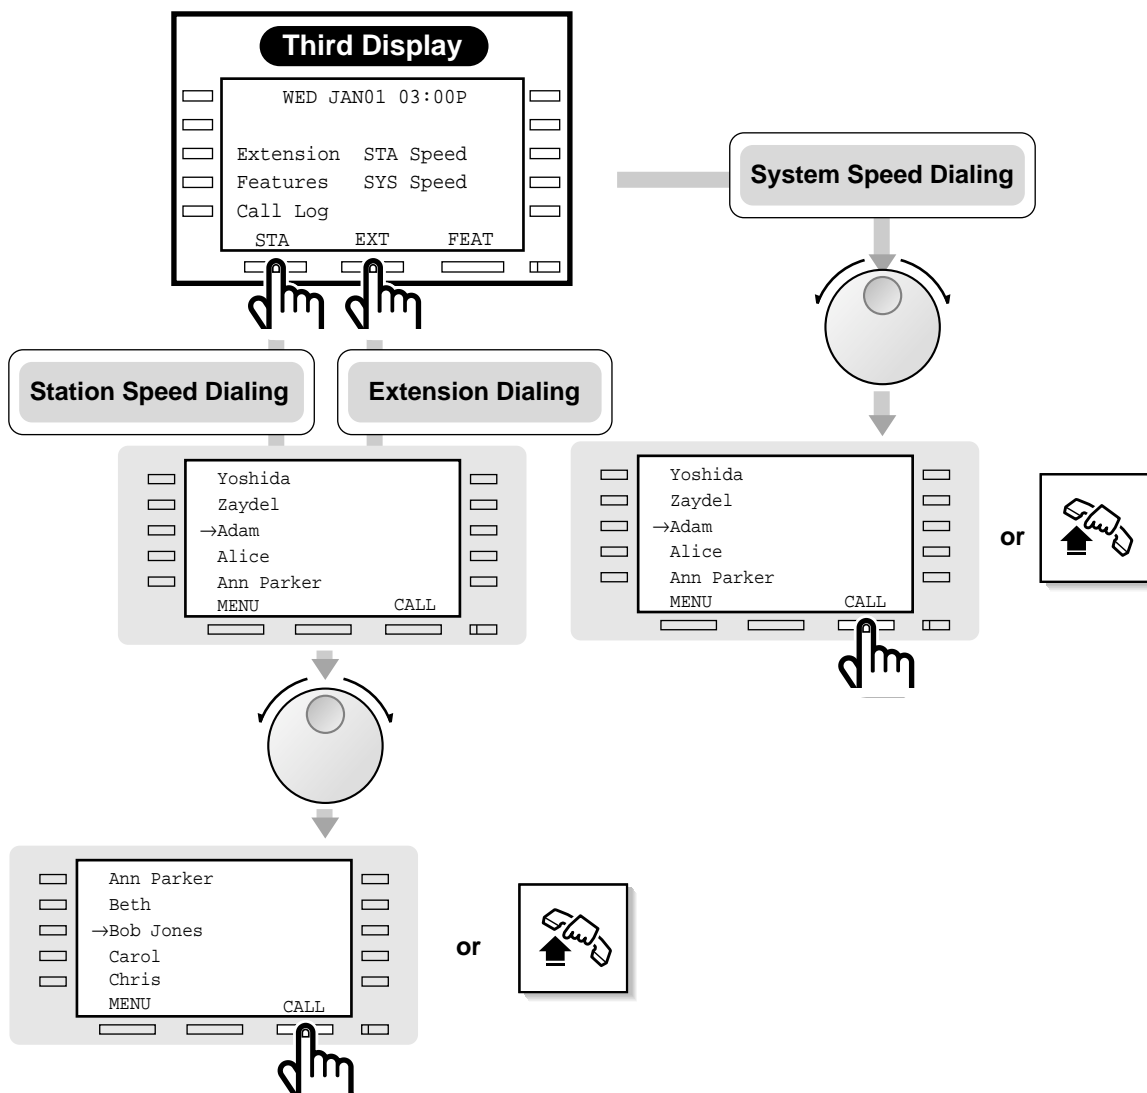 Third Display
WED JAN01 03:00P
Extension STA Speed
Features SYS Speed
Call Log
STA EXT FEAT
System Speed Dialing
Station Speed Dialing
Extension Dialing
Yoshida
Zaydel
→Adam
Alice
Ann Parker
MENU CALL
Yoshida
Zaydel
→Adam
Alice
Ann Parker
MENU CALL
or
Ann Parker
Beth
→Bob Jones
Carol
Chris
MENU CALL
or